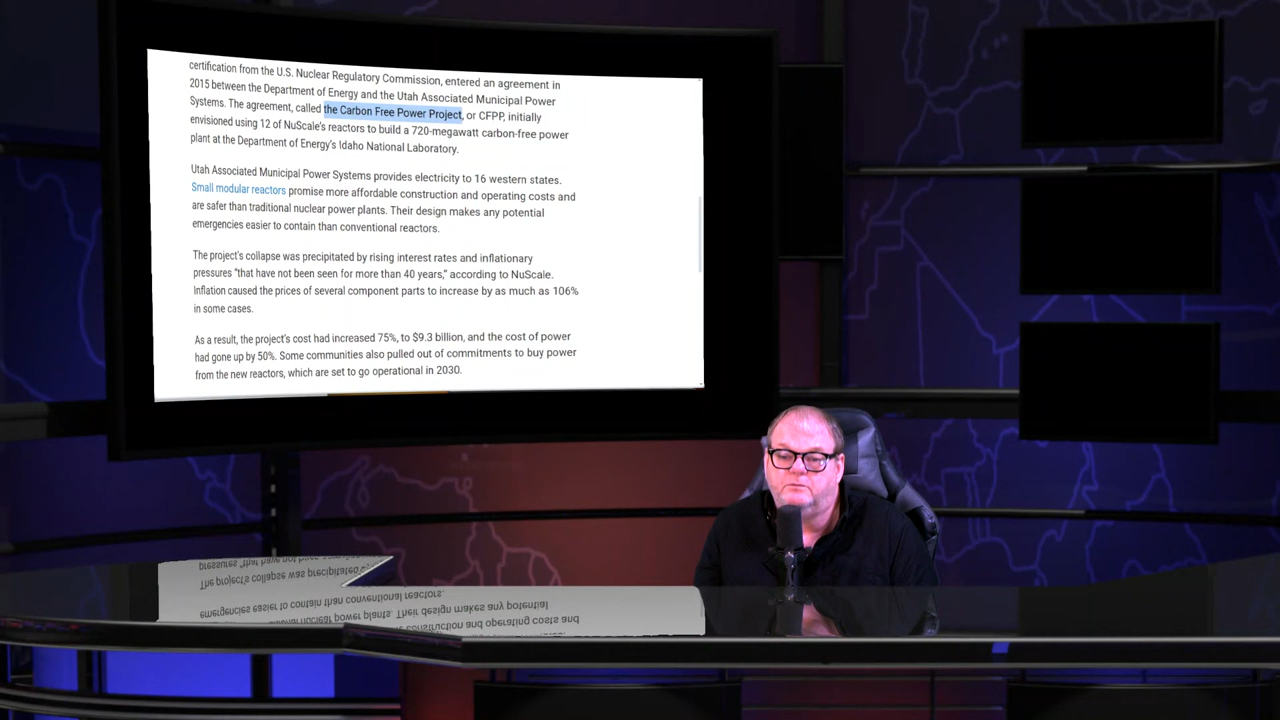 certification from the U.S. Nuclear Regulatory Commission, entered an agreement in
2015 between the Department of Energy and the Utah Associated Municipal Power
Systems. The agreement, called the Carbon Free Power Project, or CFPP, initially
envisioned using 12 of NuScale's reactors to build a 720-megawatt carbon-free power
plant at the Department of Energy's Idaho National Laboratory.
Utah Associated Municipal Power Systems provides electricity to 16 western states.
Small modular reactors promise more affordable construction and operating costs and
are safer than traditional nuclear power plants. Their design makes any potential
emergencies easier to contain than conventional reactors.
The project's collapse was precipitated by rising interest rates and inflationary
pressures "that have not been seen for more than 40 years," according to NuScale.
Inflation caused the prices of several component parts to increase by as much as 106%
in some cases.
As a result, the project's cost had increased 75%, to $9.3 billion, and the cost of power
had gone up by 50%. Some communities also pulled out of commitments to buy power
from the new reactors, which are set to go operational in 2030.